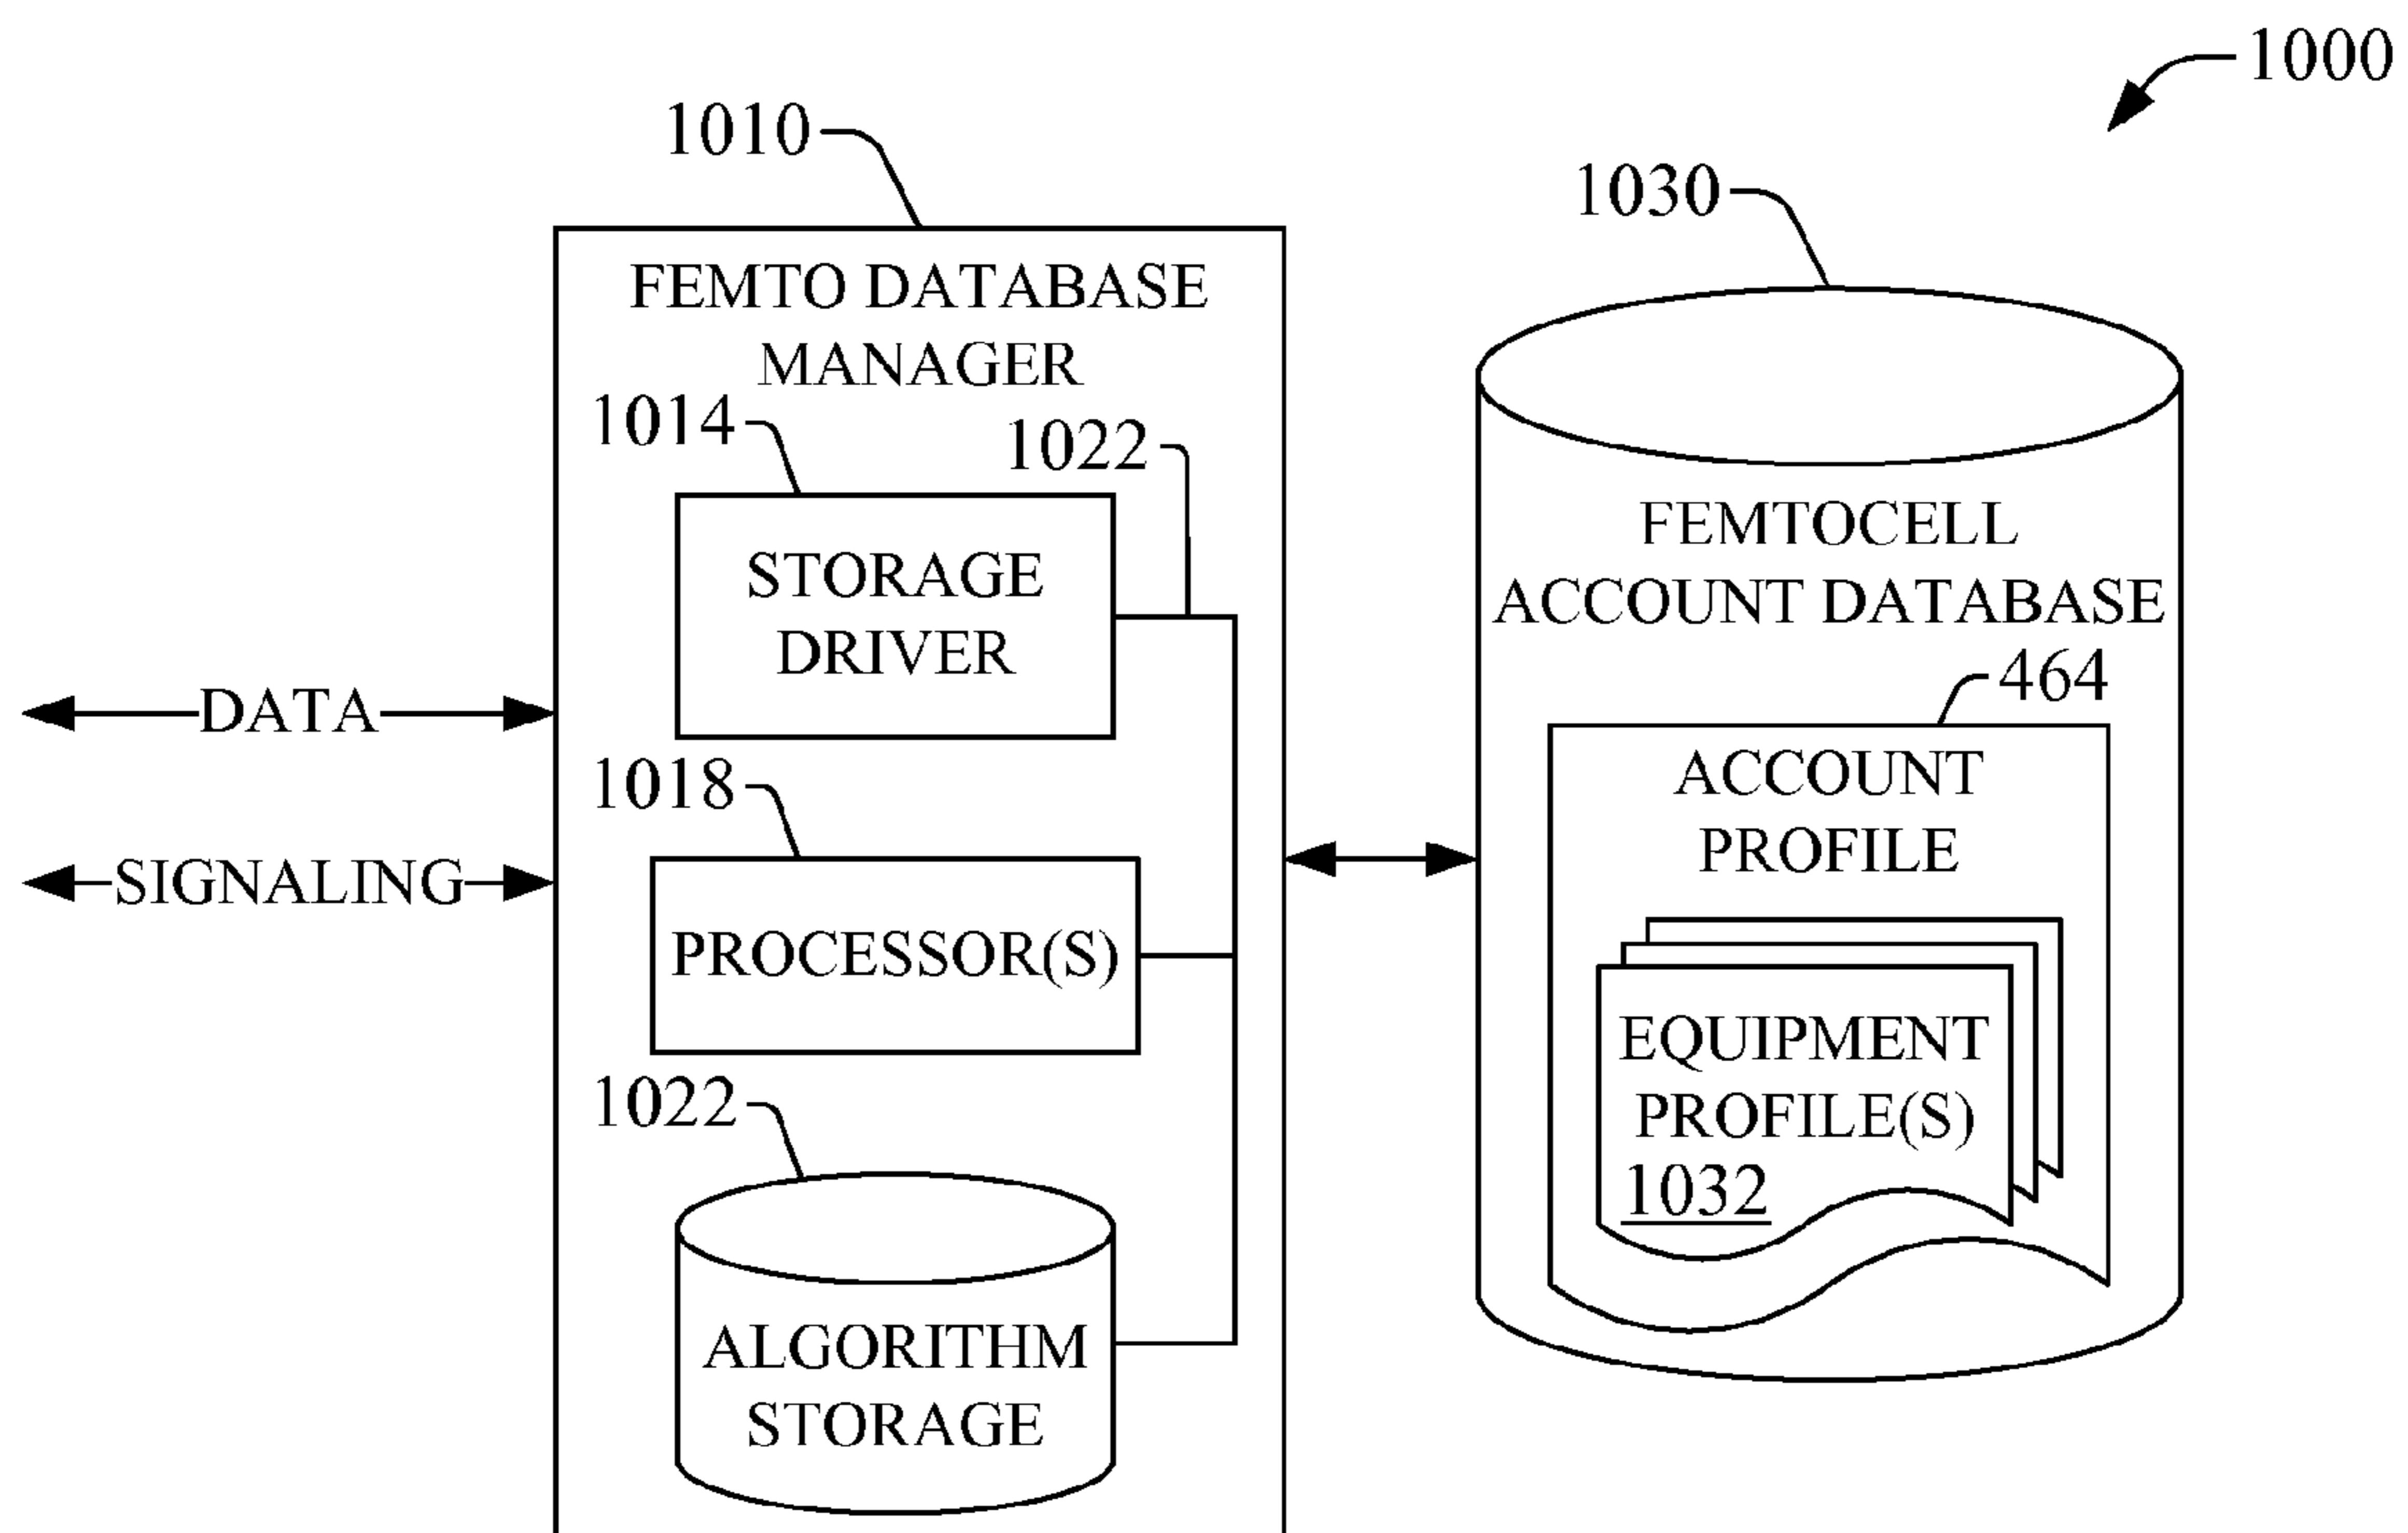 1000
1010
1030
FEMTO DATABASE
MANAGER
1014
1022
STORAGE
DRIVER
DATA
SIGNALING
1018
PROCESSOR(S)
1022
ALGORITHM
STORAGE
FEMTOCELL
ACCOUNT DATABASE
464
ACCOUNT
PROFILE
EQUIPMENT
PROFILE(S)
1032